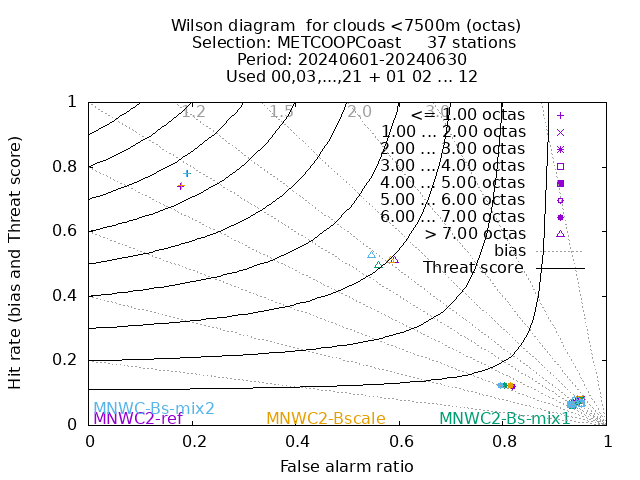 Wilson diagram  for clouds <7500m (octas)
Selection: METCOOPCoast     37 stations
Period: 20240601-20240630
Used 00,03,...,21 + 01 02 ... 12
1
0.8
0.6
0.4
0.2
0
1.2
1.5
2.0
3.0
<= 1.00 octas
1.00 ... 2.00 octas
2.00 ... 3.00 octas
3.00 ... 4.00 octas
4.00 ... 5.00 octas
5.00 ... 6.00 octas
6.00 ... 7.00 octas
> 7.00 octas
bias
Threat score
Hit rate (bias and Threat score)
MNWC-Bs-mix2
MNWC2-ref
MNWC2-Bscale
MNWC2-Bs-mix1
0
0.2
0.4
0.6
0.8
1
False alarm ratio